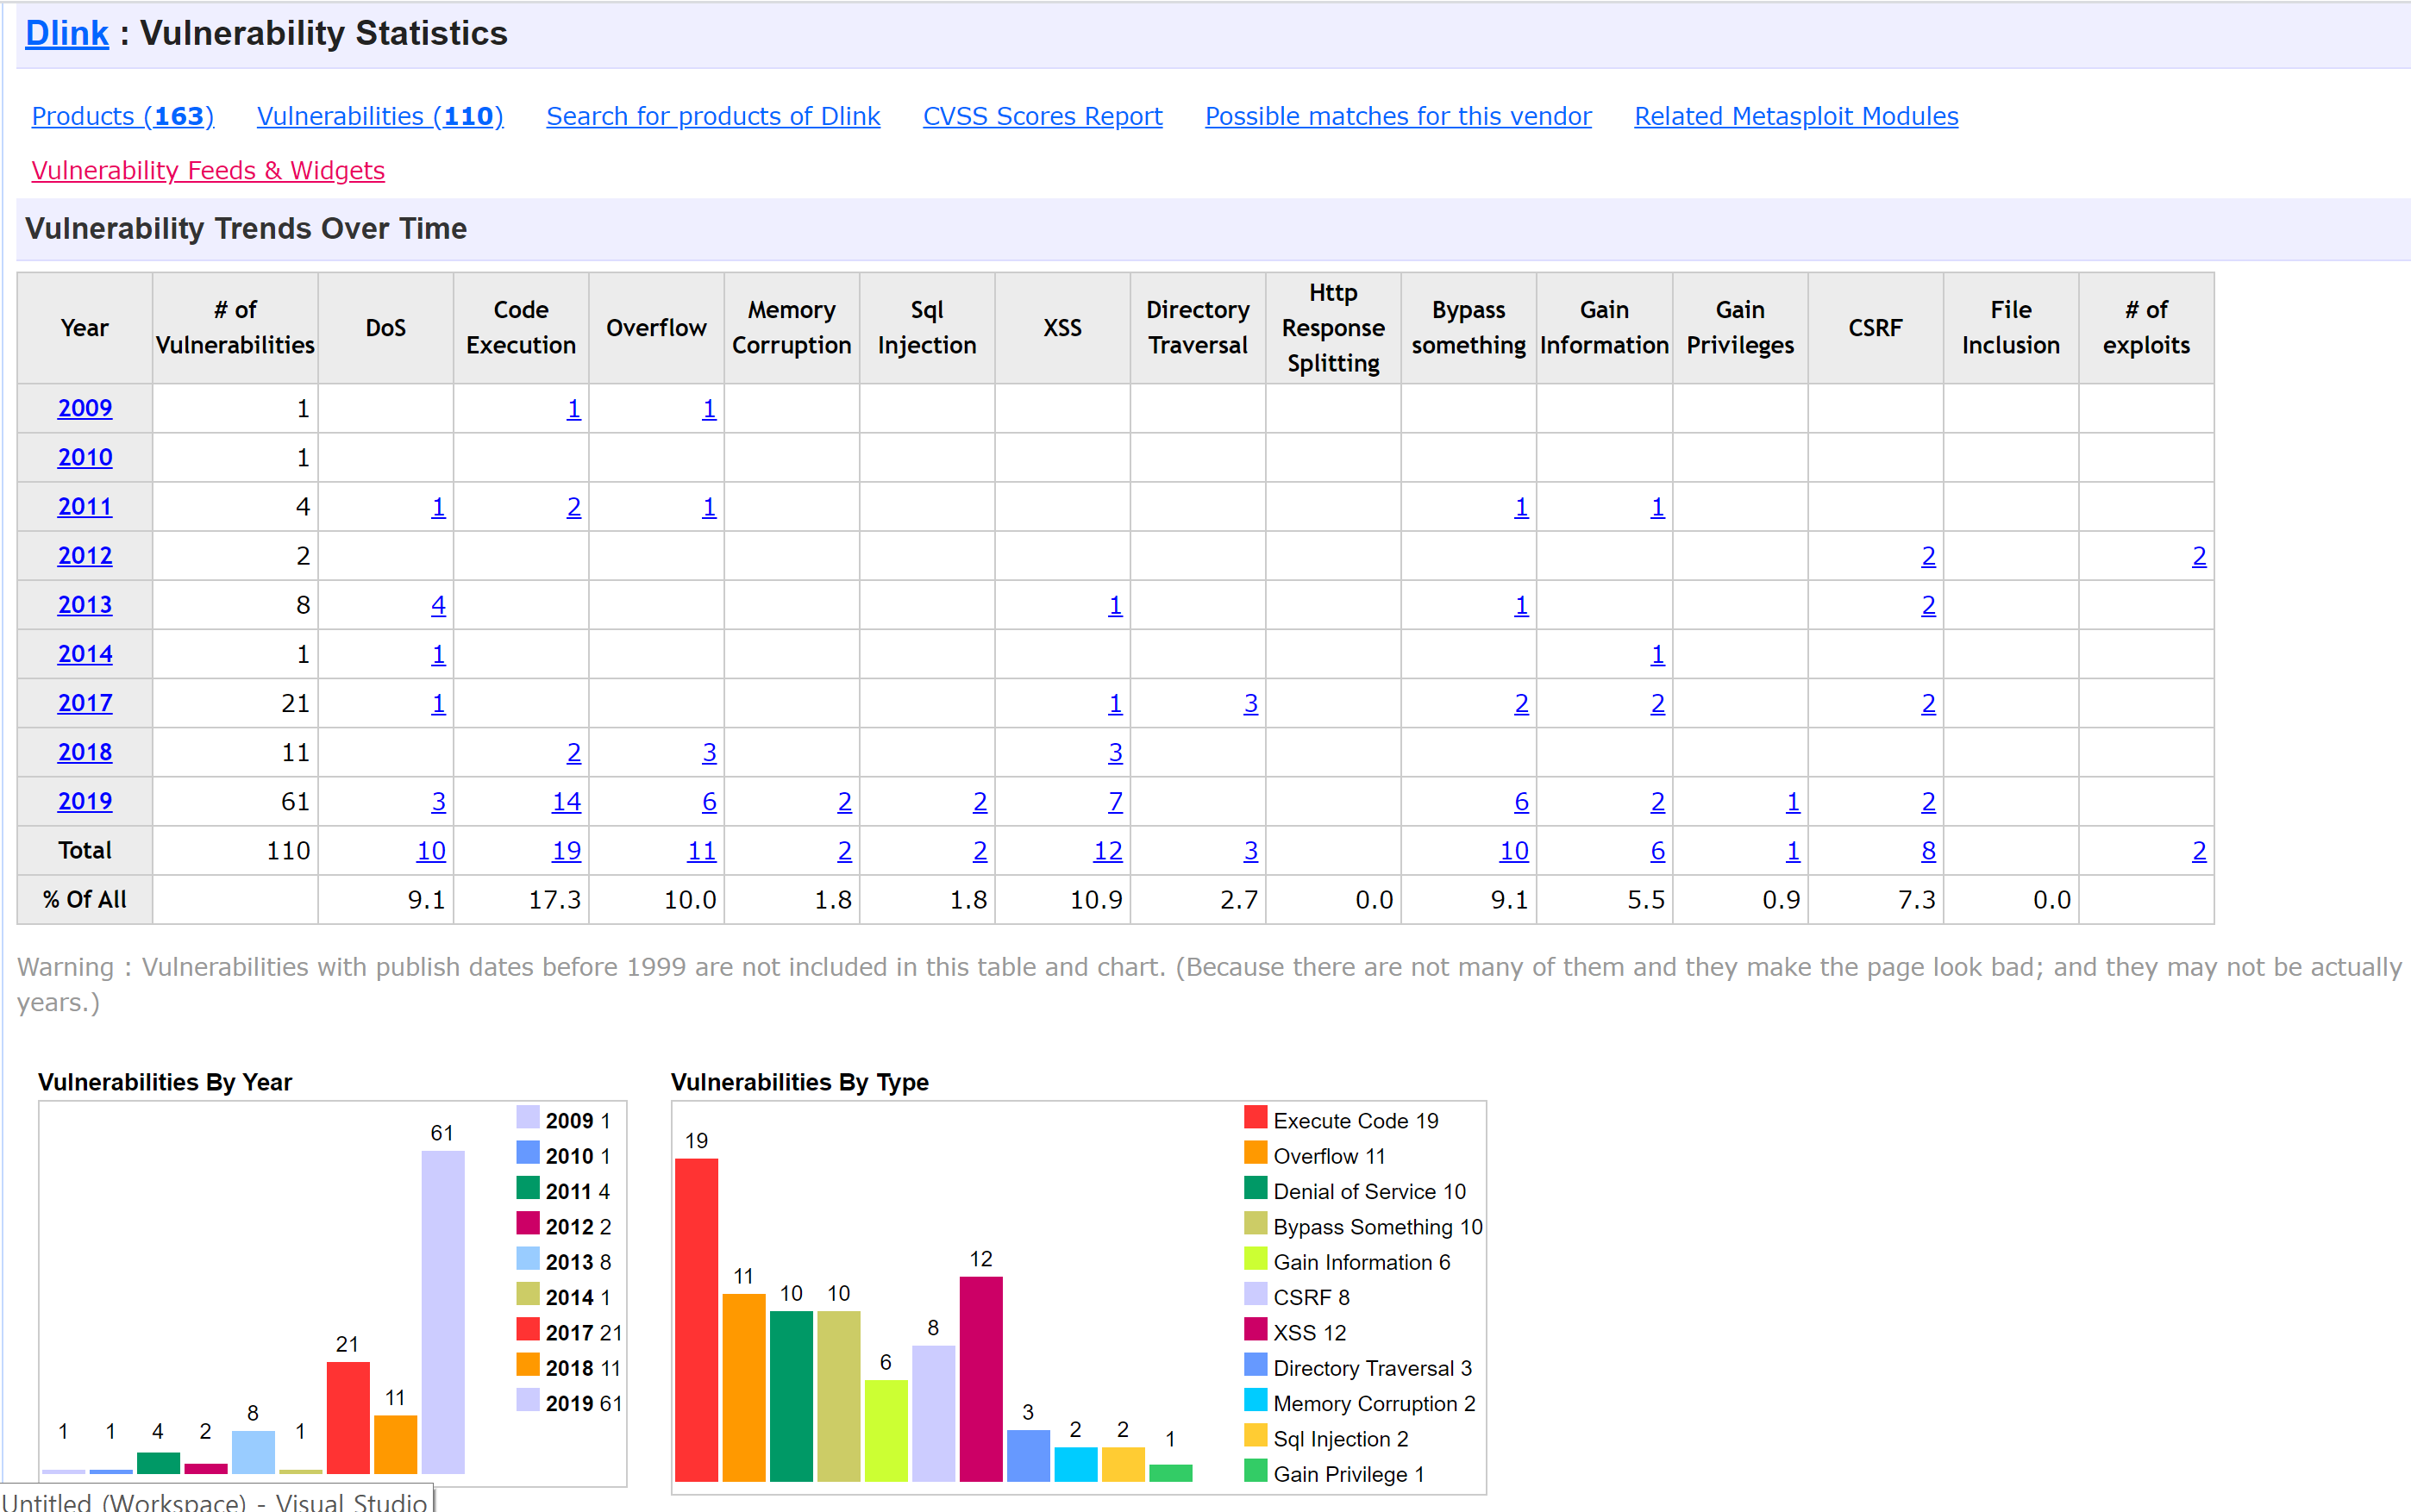 Dlink : Vulnerability Statistics
Products (163) Vulnerabilities (110) Search for products of Dlink CVSS Scores Report Possible matches for this vendor Related Metasploit Modules
Vulnerability Feeds & Widgets
Vulnerability Trends Over Time
Year # of Vulnerabilities DoS Code Execution Overflow Memory Corruption Sql Injection XSS Directory Traversal Http Response Splitting Bypass something Gain Information Gain Privileges CSRF File Inclusion # of exploits
2009 1 1 1
2010 1
2011 4 1 2 1 1 1
2012 2 2 2
2013 8 4 1 1 2
2014 1 1 1
2017 21 1 1 3 2 2 2
2018 11 2 3 3
2019 61 3 14 6 2 2 7 6 2 1 2
Total 110 10 19 11 2 2 12 3 10 6 1 8 2
% Of All 9.1 17.3 10.0 1.8 1.8 10.9 2.7 0.0 9.1 5.5 0.9 7.3 0.0
Warning : Vulnerabilities with publish dates before 1999 are not included in this table and chart. (Because there are not many of them and they make the page look bad; and they may not be actually
years.)
Vulnerabilities By Year
1 1 4 2 8 1 21 11 61
2009 1
2010 1
2011 4
2012 2
2013 8
2014 1
2017 21
2018 11
2019 61
Vulnerabilities By Type
19 11 10 10 6 8 12 3 2 2 1
Execute Code 19
Overflow 11
Denial of Service 10
Bypass Something 10
Gain Information 6
CSRF 8
XSS 12
Directory Traversal 3
Memory Corruption 2
Sql Injection 2
Gain Privilege 1
Untitled (Workspace) - Visual Studio